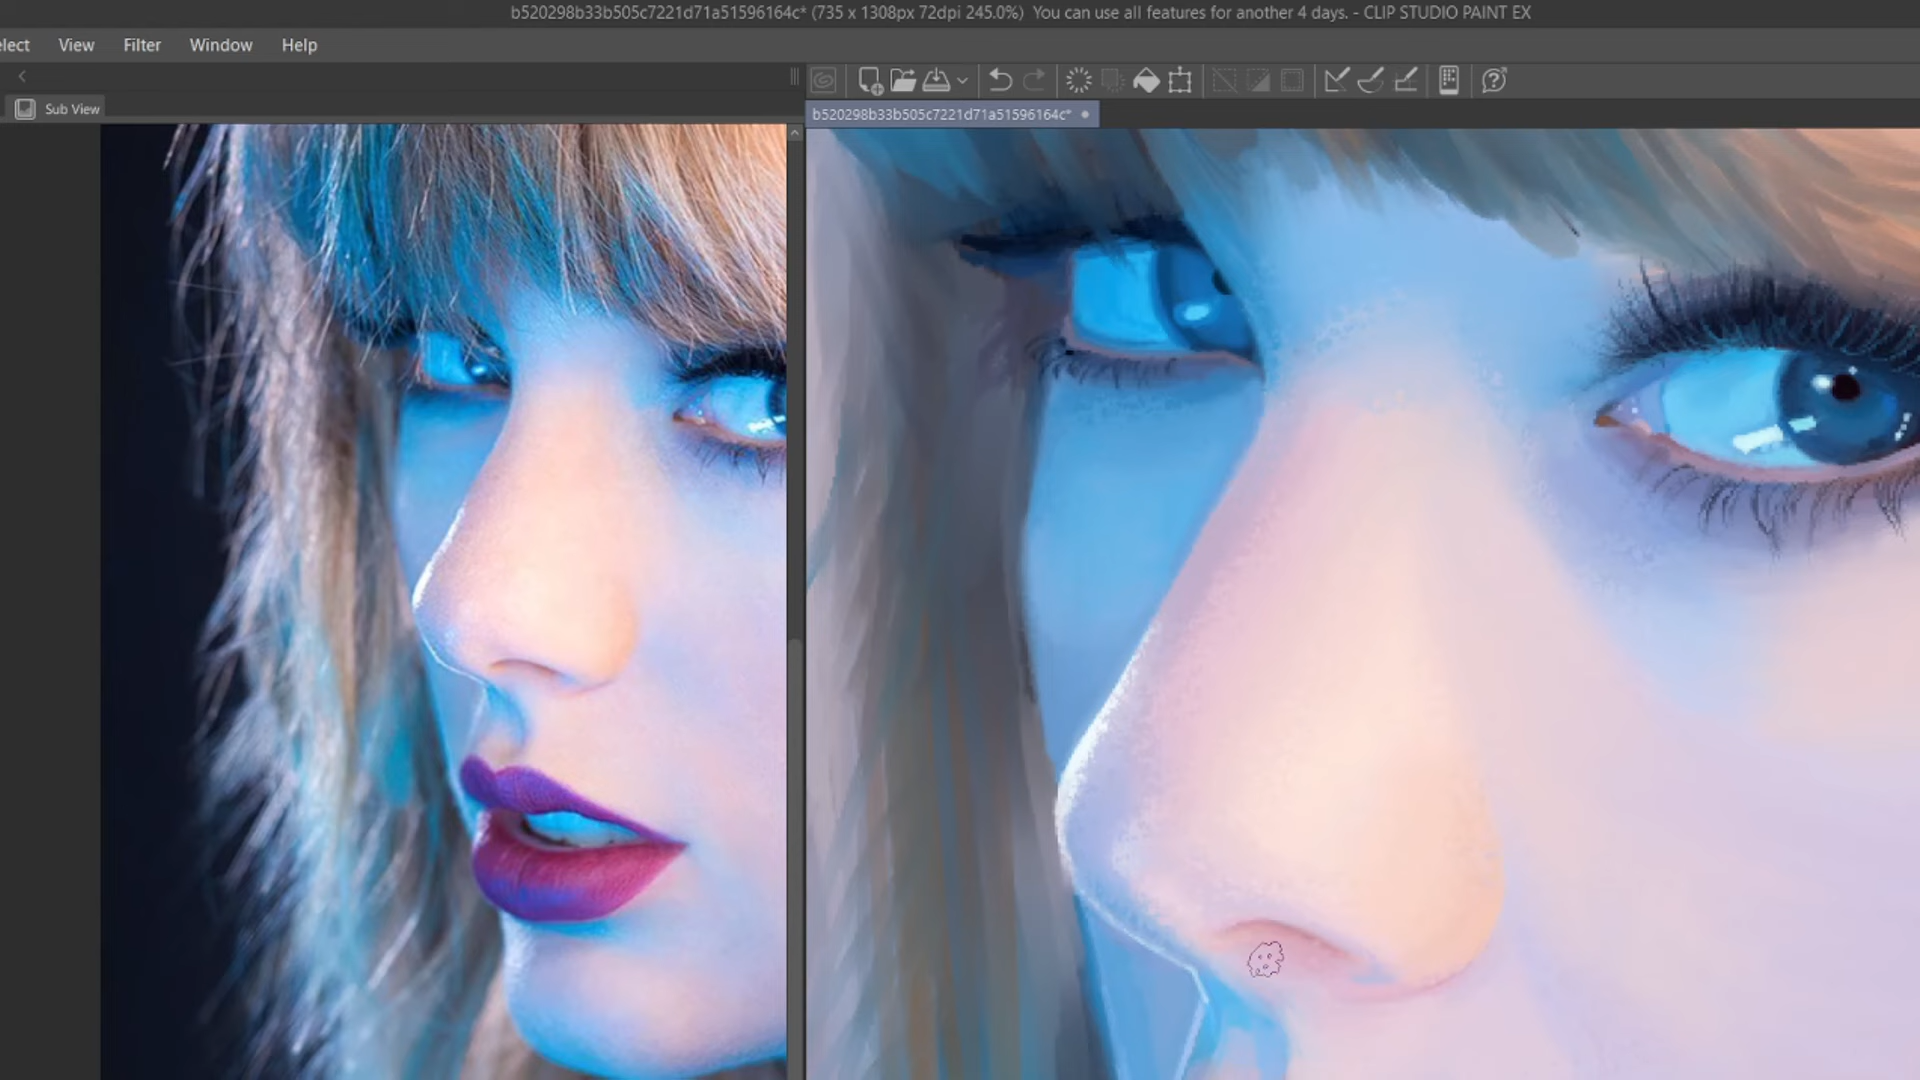 b520298b33b505c7221d71a51596164c* (735 x 1308px 72dpi 245.0%)  You can use all features for another 4 days. - CLIP STUDIO PAINT EX
elect View Filter Window Help
Sub View
b520298b33b505c7221d71a51596164c*